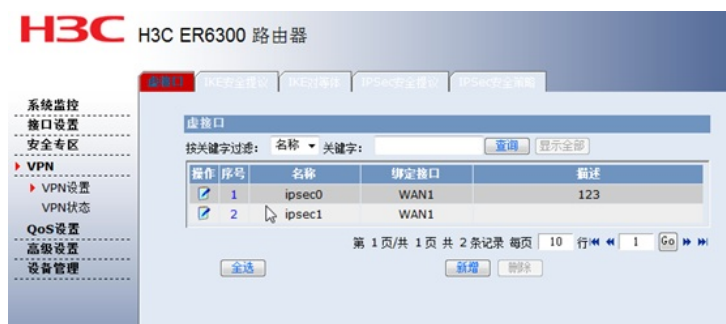 H3C H3C ER6300 路由器
虚接口 IKE安全提议 IKE对等体 IPSec安全提议 IPSec安全策略
系统监控
接口设置
安全专区
VPN
VPN设置
VPN状态
QoS设置
高级设置
设备管理
虚接口
按关键字过滤： 名称 关键字： 查询 显示全部
操作 序号 名称 绑定接口 描述
1 ipsec0 WAN1 123
2 ipsec1 WAN1
第 1 页/共 1 页 共 2 条记录 每页 10 行 1 Go
全选 新增 删除